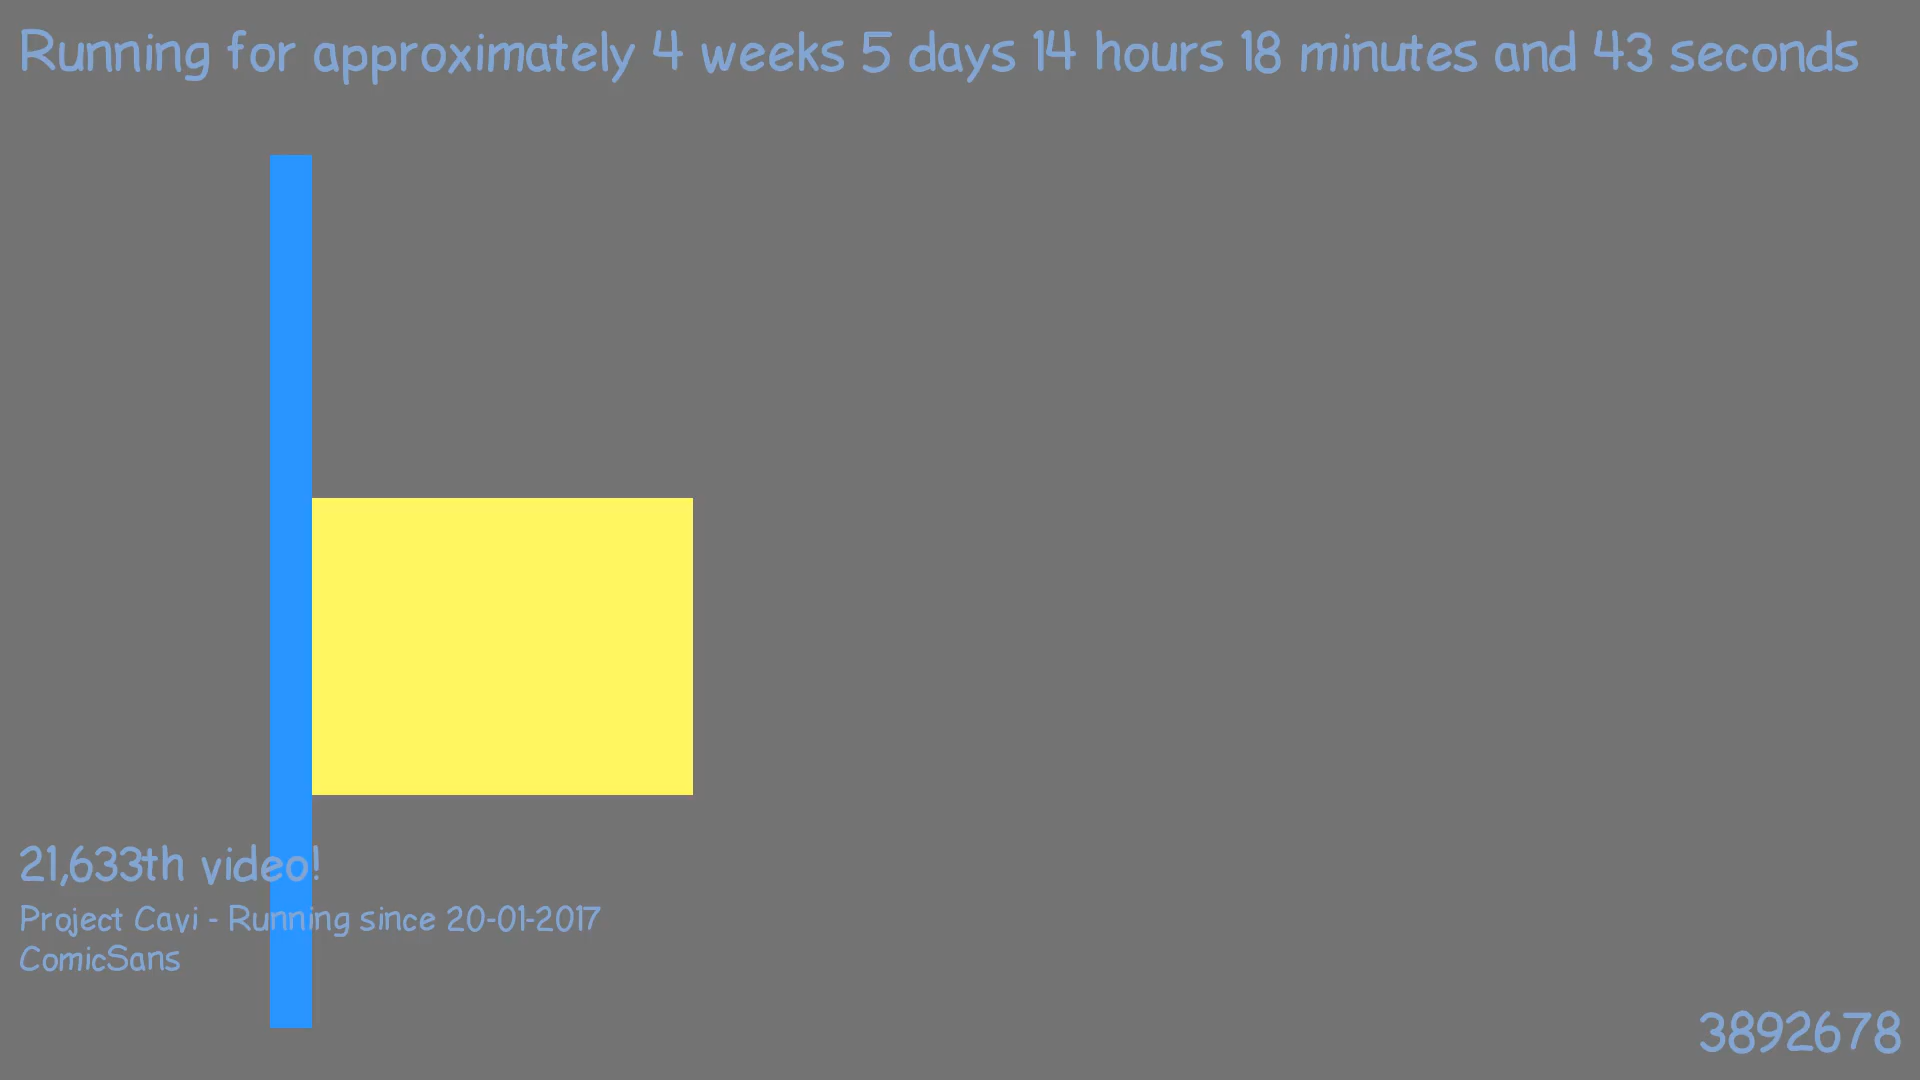 Running for approximately 4 weeks 5 days 14 hours 18 minutes and 43 seconds
21,633th video!
Project Cavi - Running since 20-01-2017
ComicSans
3892678